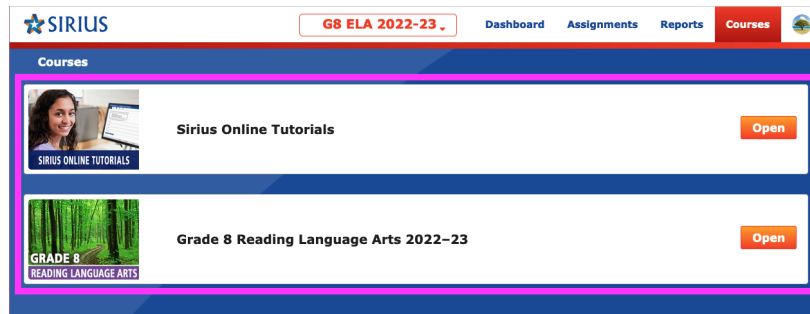 SIRIUS
G8 ELA 2022-23
Dashboard
Assignments
Reports
Courses
Courses
SIRIUS ONLINE TUTORIALS
Sirius Online Tutorials
Open
GRADE 8
READING LANGUAGE ARTS
Grade 8 Reading Language Arts 2022–23
Open